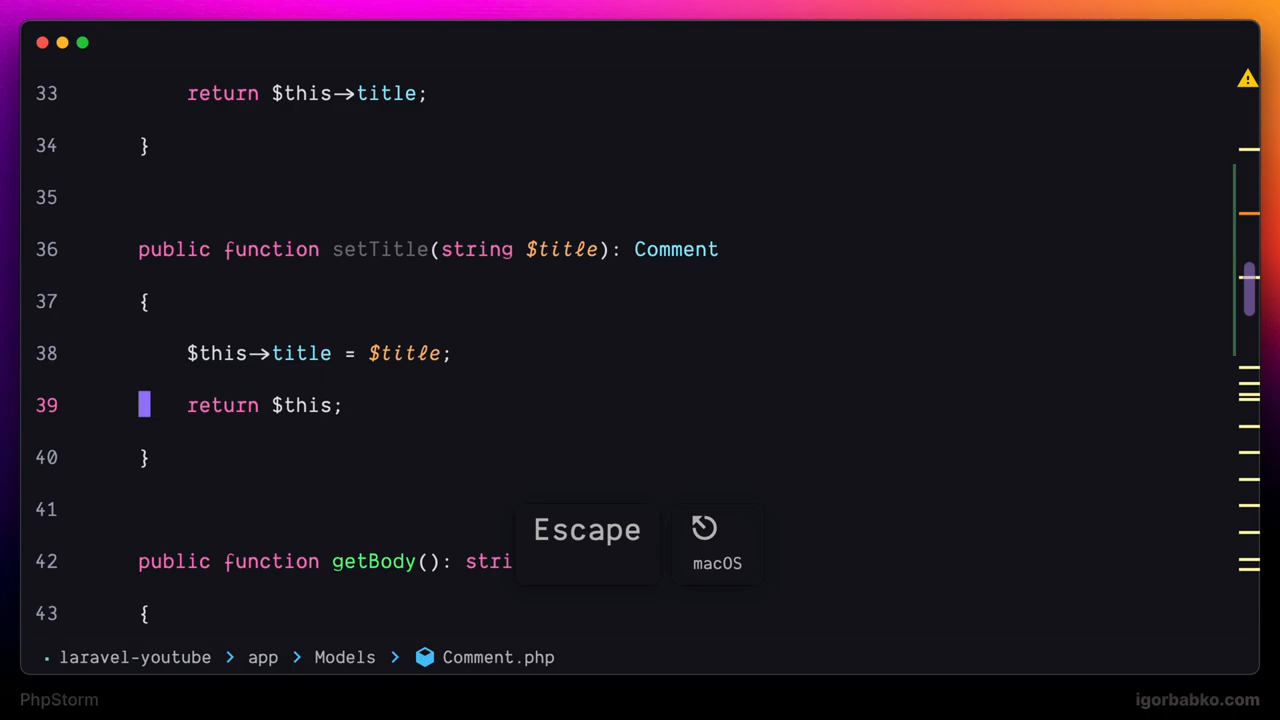 33 return $this->title;
34 }
35
36 public function setTitle(string $title): Comment
37 {
38 $this->title = $title;
39 return $this;
40 }
41
42 public function getBody(): stri
43 {
Escape
macOS
laravel-youtube > app > Models > Comment.php
PhpStorm
igorbabko.com